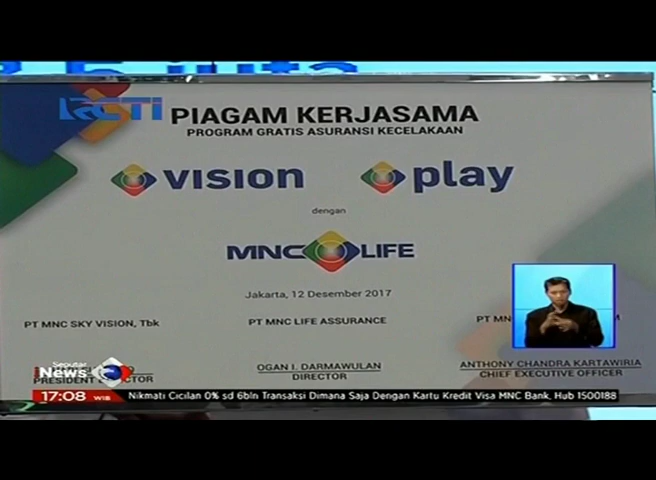 RCTI
PIAGAM KERJASAMA
PROGRAM GRATIS ASURANSI KECELAKAAN
vision
play
dengan
MNC LIFE
Jakarta, 12 Desember 2017
PT MNC SKY VISION, Tbk
PT MNC LIFE ASSURANCE
PT
OGAN I. DARMAWULAN
DIRECTOR
ANTHONY CHANDRA KARTAWIRIA
CHIEF EXECUTIVE OFFICER
PRESIDENT
Seputar
News
17:08 WIB
Nikmati Cicilan 0% sd 6bln Transaksi Dimana Saja Dengan Kartu Kredit Visa MNC Bank, Hub 1500188